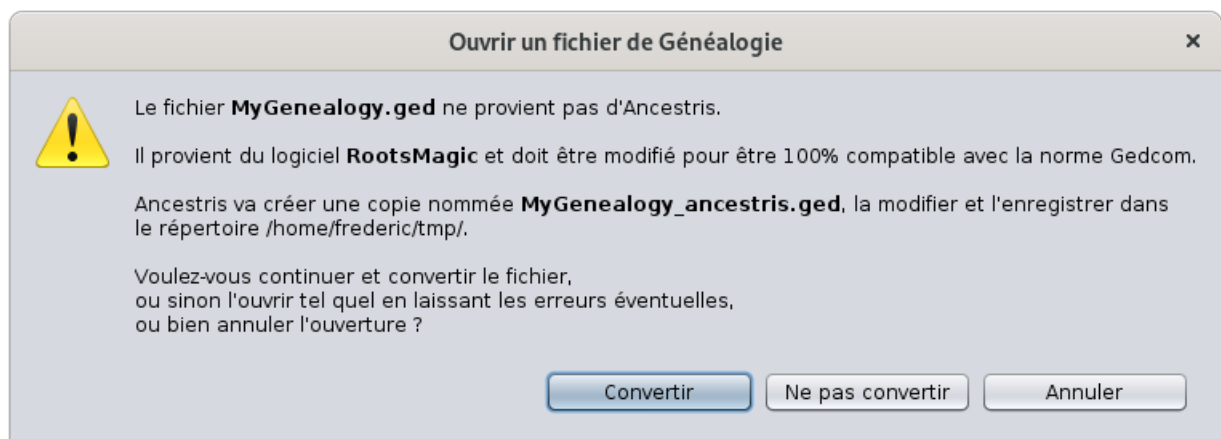 Ouvrir un fichier de Généalogie
Le fichier MyGenealogy.ged ne provient pas d'Ancestris.
Il provient du logiciel RootsMagic et doit être modifié pour être 100% compatible avec la norme Gedcom.
Ancestris va créer une copie nommée MyGenealogy_ancestris.ged, la modifier et l'enregistrer dans
le répertoire /home/frederic/tmp/.
Voulez-vous continuer et convertir le fichier,
ou sinon l'ouvrir tel quel en laissant les erreurs éventuelles,
ou bien annuler l'ouverture ?
Convertir Ne pas convertir Annuler